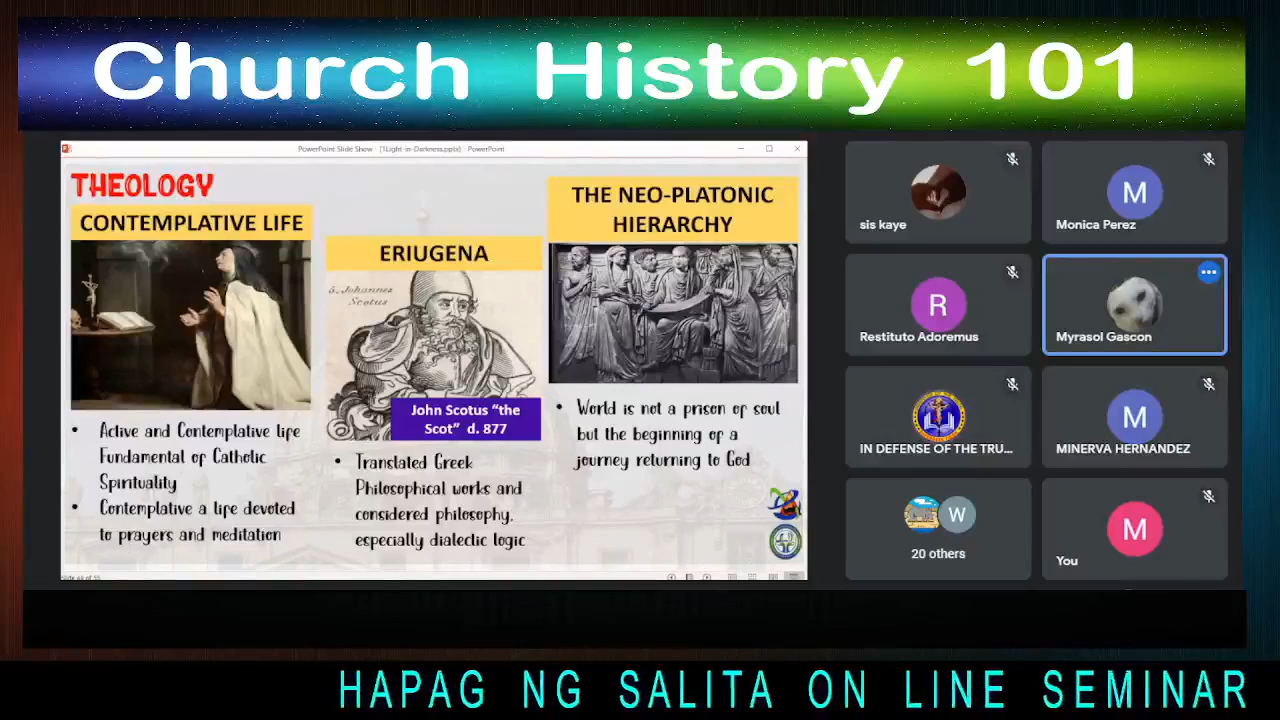 Church History 101
PowerPoint Slide Show - [1Light-in-Darkness.pptx] - PowerPoint
THEOLOGY
CONTEMPLATIVE LIFE
Active and Contemplative life
Fundamental of Catholic
Spirituality
Contemplative a life devoted
to prayers and meditation
ERIUGENA
Johannes
Scotus
John Scotus "the
Scot" d. 877
Translated Greek
Philosophical works and
considered philosophy,
especially dialectic logic
THE NEO-PLATONIC
HIERARCHY
World is not a prison of soul
but the beginning of a
journey returning to God
sis kaye
M
Monica Perez
R
Restituto Adoremus
Myrasol Gascon
IN DEFENSE OF THE TRU...
M
MINERVA HERNANDEZ
W
20 others
M
You
HAPAG NG SALITA ON LINE SEMINAR